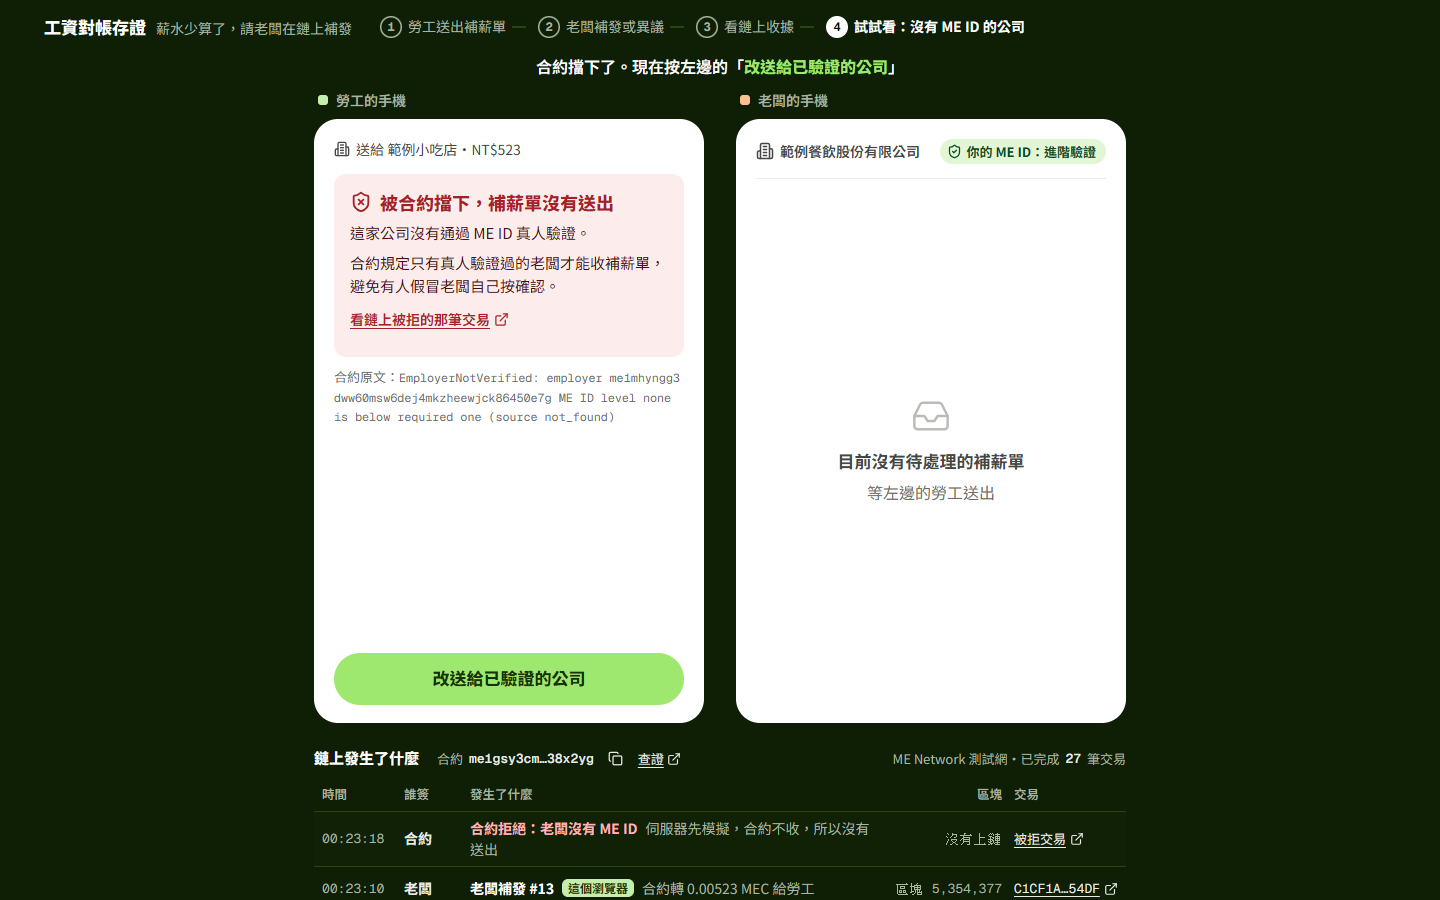 工資對帳存證 薪水少算了，請老闆在鏈上補發 1 勞工送出補薪單 2 老闆補發或異議 3 看鏈上收據 4 試試看：沒有 ME ID 的公司
合約擋下了。現在按左邊的「改送給已驗證的公司」
勞工的手機
送給 範例小吃店・NT$523
被合約擋下，補薪單沒有送出
這家公司沒有通過 ME ID 真人驗證。
合約規定只有真人驗證過的老闆才能收補薪單，
避免有人假冒老闆自己按確認。
看鏈上被拒的那筆交易
合約原文：EmployerNotVerified: employer me1mhyngg3
dww60msw6dej4mkzheewjck86450e7g ME ID level none
is below required one (source not_found)
改送給已驗證的公司
老闆的手機
範例餐飲股份有限公司 你的 ME ID：進階驗證
目前沒有待處理的補薪單
等左邊的勞工送出
鏈上發生了什麼 合約 me1gsy3cm…38x2yg 查證 ME Network 測試網・已完成 27 筆交易
時間 誰簽 發生了什麼 區塊 交易
00:23:18 合約 合約拒絕：老闆沒有 ME ID 伺服器先模擬，合約不收，所以沒有 沒有上鏈 被拒交易
送出
00:23:10 老闆 老闆補發 #13 這個瀏覽器 合約轉 0.00523 MEC 給勞工 區塊 5,354,377 C1CF1A…54DF